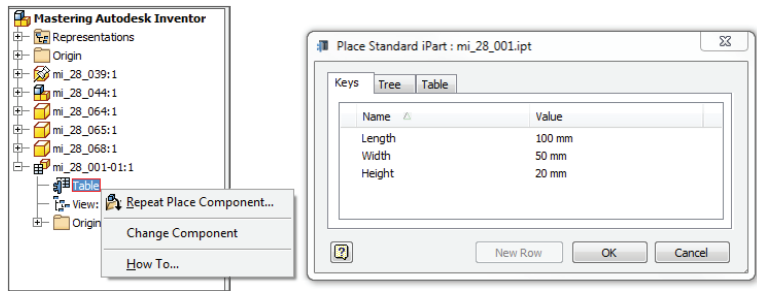 Mastering Autodesk Inventor
Representations
Origin
mi_28_039:1
mi_28_044:1
mi_28_064:1
mi_28_065:1
mi_28_068:1
mi_28_001-01:1
Table
View:
Origin
Repeat Place Component...
Change Component
How To...
Place Standard iPart : mi_28_001.ipt
Keys Tree Table
Name Value
Length 100 mm
Width 50 mm
Height 20 mm
New Row OK Cancel